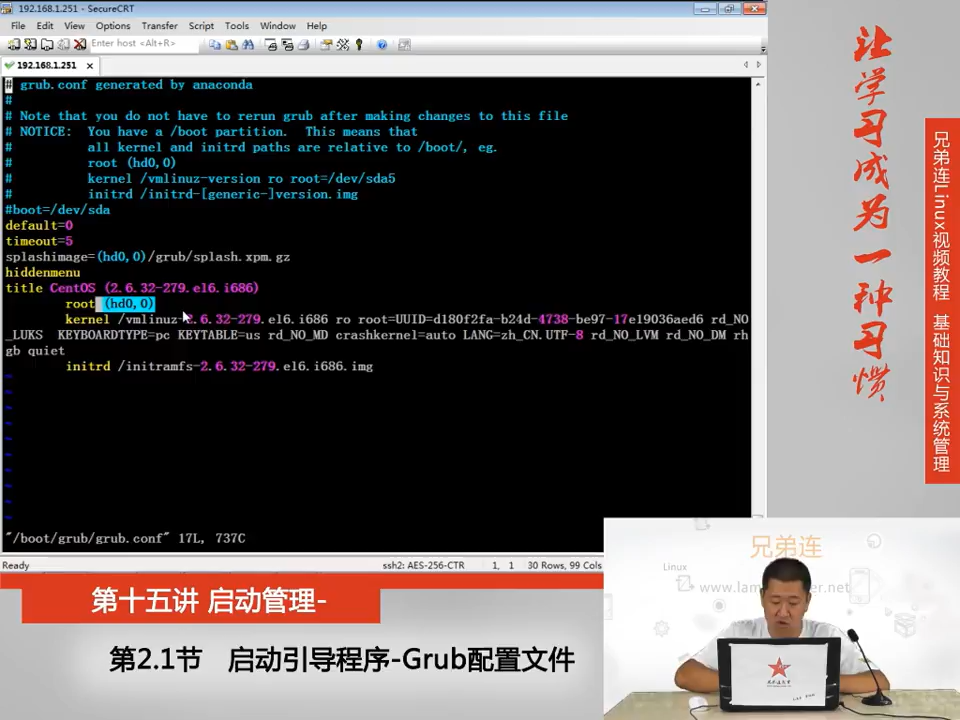 192.168.1.251 - SecureCRT
File Edit View Options Transfer Script Tools Window Help
Enter host <Alt+R>
192.168.1.251
# grub.conf generated by anaconda
#
# Note that you do not have to rerun grub after making changes to this file
# NOTICE:  You have a /boot partition.  This means that
#          all kernel and initrd paths are relative to /boot/, eg.
#          root (hd0,0)
#          kernel /vmlinuz-version ro root=/dev/sda5
#          initrd /initrd-[generic-]version.img
#boot=/dev/sda
default=0
timeout=5
splashimage=(hd0,0)/grub/splash.xpm.gz
hiddenmenu
title CentOS (2.6.32-279.el6.i686)
root (hd0,0)
kernel /vmlinuz-2.6.32-279.el6.i686 ro root=UUID=d180f2fa-b24d-4738-be97-17e19036aed6 rd_NO
_LUKS  KEYBOARDTYPE=pc KEYTABLE=us rd_NO_MD crashkernel=auto LANG=zh_CN.UTF-8 rd_NO_LVM rd_NO_DM rh
gb quiet
initrd /initramfs-2.6.32-279.el6.i686.img
~
~
~
~
~
~
~
~
~
~
"/boot/grub/grub.conf" 17L, 737C
Ready
ssh2: AES-256-CTR
1, 1
30 Rows, 99 Cols
让学习成为一种习惯
兄弟连Linux视频教程 基础知识与系统管理
第十五讲 启动管理-
第2.1节 启动引导程序-Grub配置文件
兄弟连
Linux